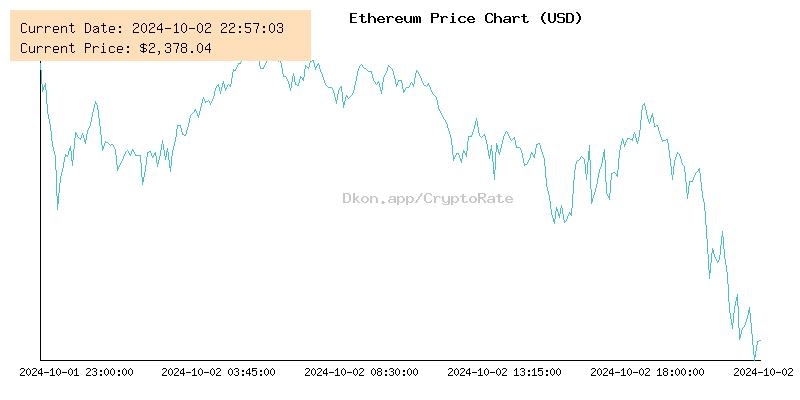 Ethereum Price Chart (USD)
Current Date: 2024-10-02 22:57:03
Current Price: $2,378.04
Dkon.app/CryptoRate
2024-10-01 23:00:00 2024-10-02 03:45:00 2024-10-02 08:30:00 2024-10-02 13:15:00 2024-10-02 18:00:00 2024-10-02